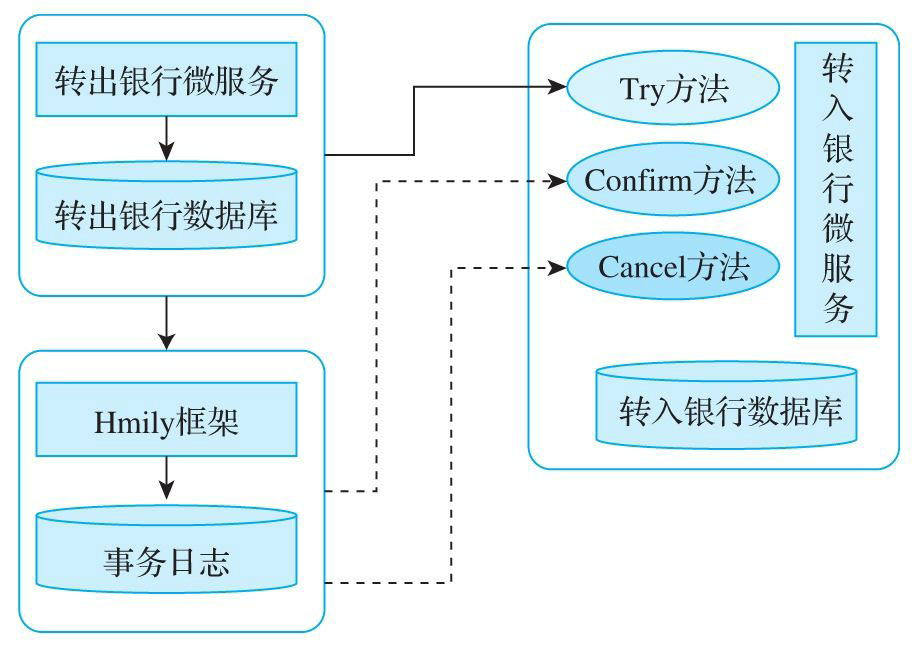 转出银行微服务
转出银行数据库
Hmily框架
事务日志
Try方法
Confirm方法
Cancel方法
转入银行微服务
转入银行数据库